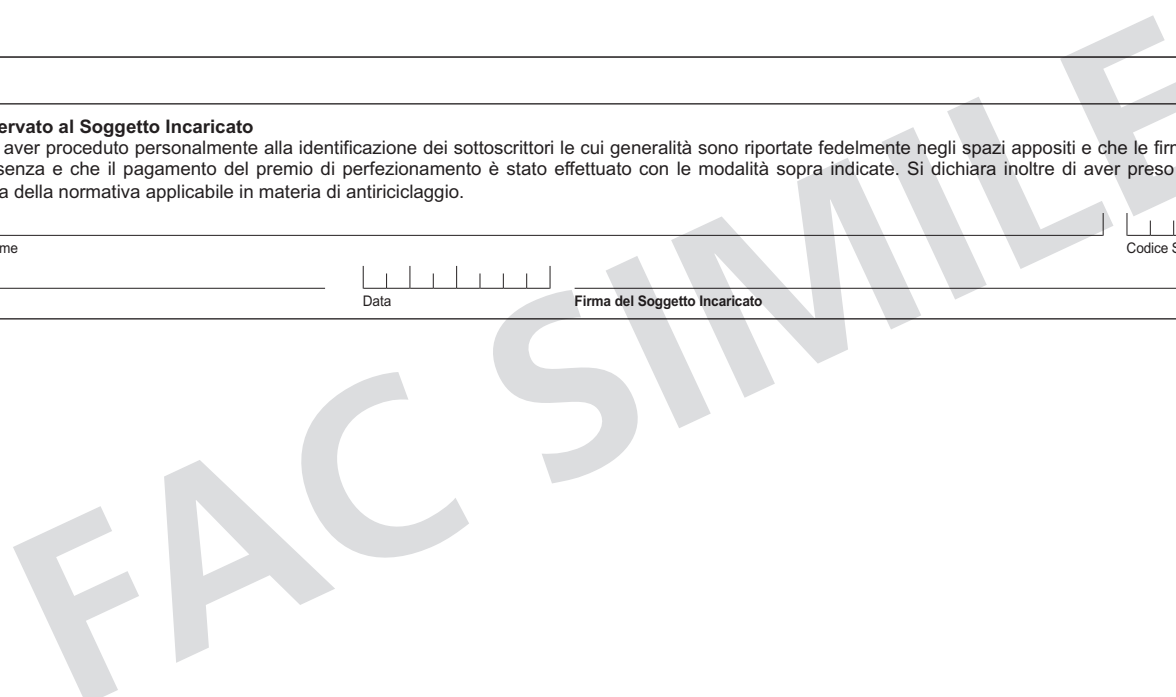 ervato al Soggetto Incaricato
aver proceduto personalmente alla identificazione dei sottoscrittori le cui generalità sono riportate fedelmente negli spazi appositi e che le firm
senza e che il pagamento del premio di perfezionamento è stato effettuato con le modalità sopra indicate. Si dichiara inoltre di aver preso
a della normativa applicabile in materia di antiriciclaggio.
me
Codice S
Data
Firma del Soggetto Incaricato
FAC SIMILE